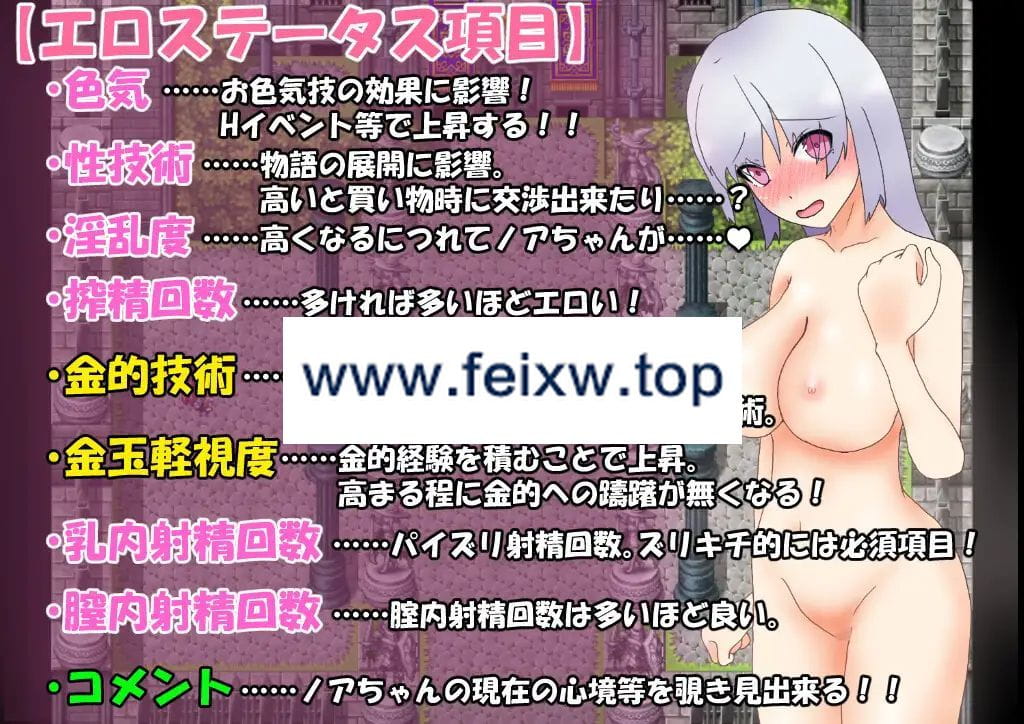 【エロステータス項目】
・色気……お色気技の効果に影響!
Hイベント等で上昇する!!
・性技術……物語の展開に影響。
高いと買い物時に交渉出来たり……?
・淫乱度……高くなるにつれてノアちゃんが……♥
・搾精回数……多ければ多いほどエロい!
・金的技術……
www.feixw.top
術。
・金玉軽視度……金的経験を積むことで上昇。
高まる程に金的への躊躇が無くなる!
・乳内射精回数……パイズリ射精回数。ズリキチ的には必須項目!
・膣内射精回数……膣内射精回数は多いほど良い。
・コメント……ノアちゃんの現在の心境等を覗き見出来る!!